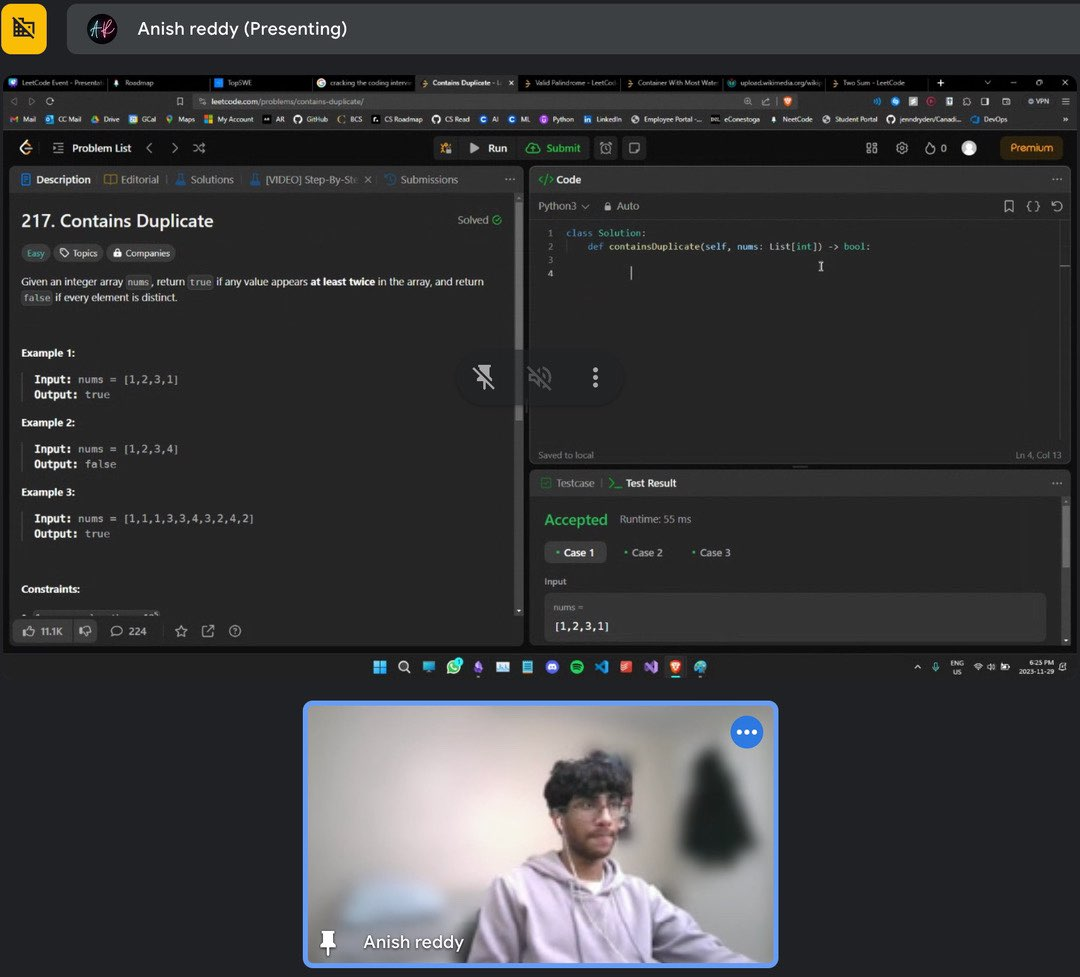 Anish reddy (Presenting)
LeetCode Event - Presentat
Roadmap
TopSWE
cracking the coding intervi
Contains Duplicate - L
Valid Palindrome - LeetCod
Container With Most Wate
upload.wikimedia.org/wikip
Two Sum - LeetCode
leetcode.com/problems/contains-duplicate/
VPN
Mail
CC Mail
Drive
GCal
Maps
My Account
AR
GitHub
BCS
CS Roadmap
CS Read
AI
ML
Python
LinkedIn
Employee Portal -...
eConestoga
NeetCode
Student Portal
jenndryden/Canadi...
DevOps
»
Problem List
Run
Submit
0
Premium
Description
Editorial
Solutions
[VIDEO] Step-By-Ste
Submissions
217. Contains Duplicate
Solved
Easy
Topics
Companies
Given an integer array nums, return true if any value appears at least twice in the array, and return
false if every element is distinct.
Example 1:
Input: nums = [1,2,3,1]
Output: true
Example 2:
Input: nums = [1,2,3,4]
Output: false
Example 3:
Input: nums = [1,1,1,3,3,4,3,2,4,2]
Output: true
Constraints:
11.1K
224
</> Code
Python3
Auto
1 class Solution:
2 def containsDuplicate(self, nums: List[int]) -> bool:
3
4
Saved to local
Ln 4, Col 13
Testcase
Test Result
Accepted
Runtime: 55 ms
Case 1
Case 2
Case 3
Input
nums =
[1,2,3,1]
ENG
US
6:25 PM
2023-11-29
Anish reddy